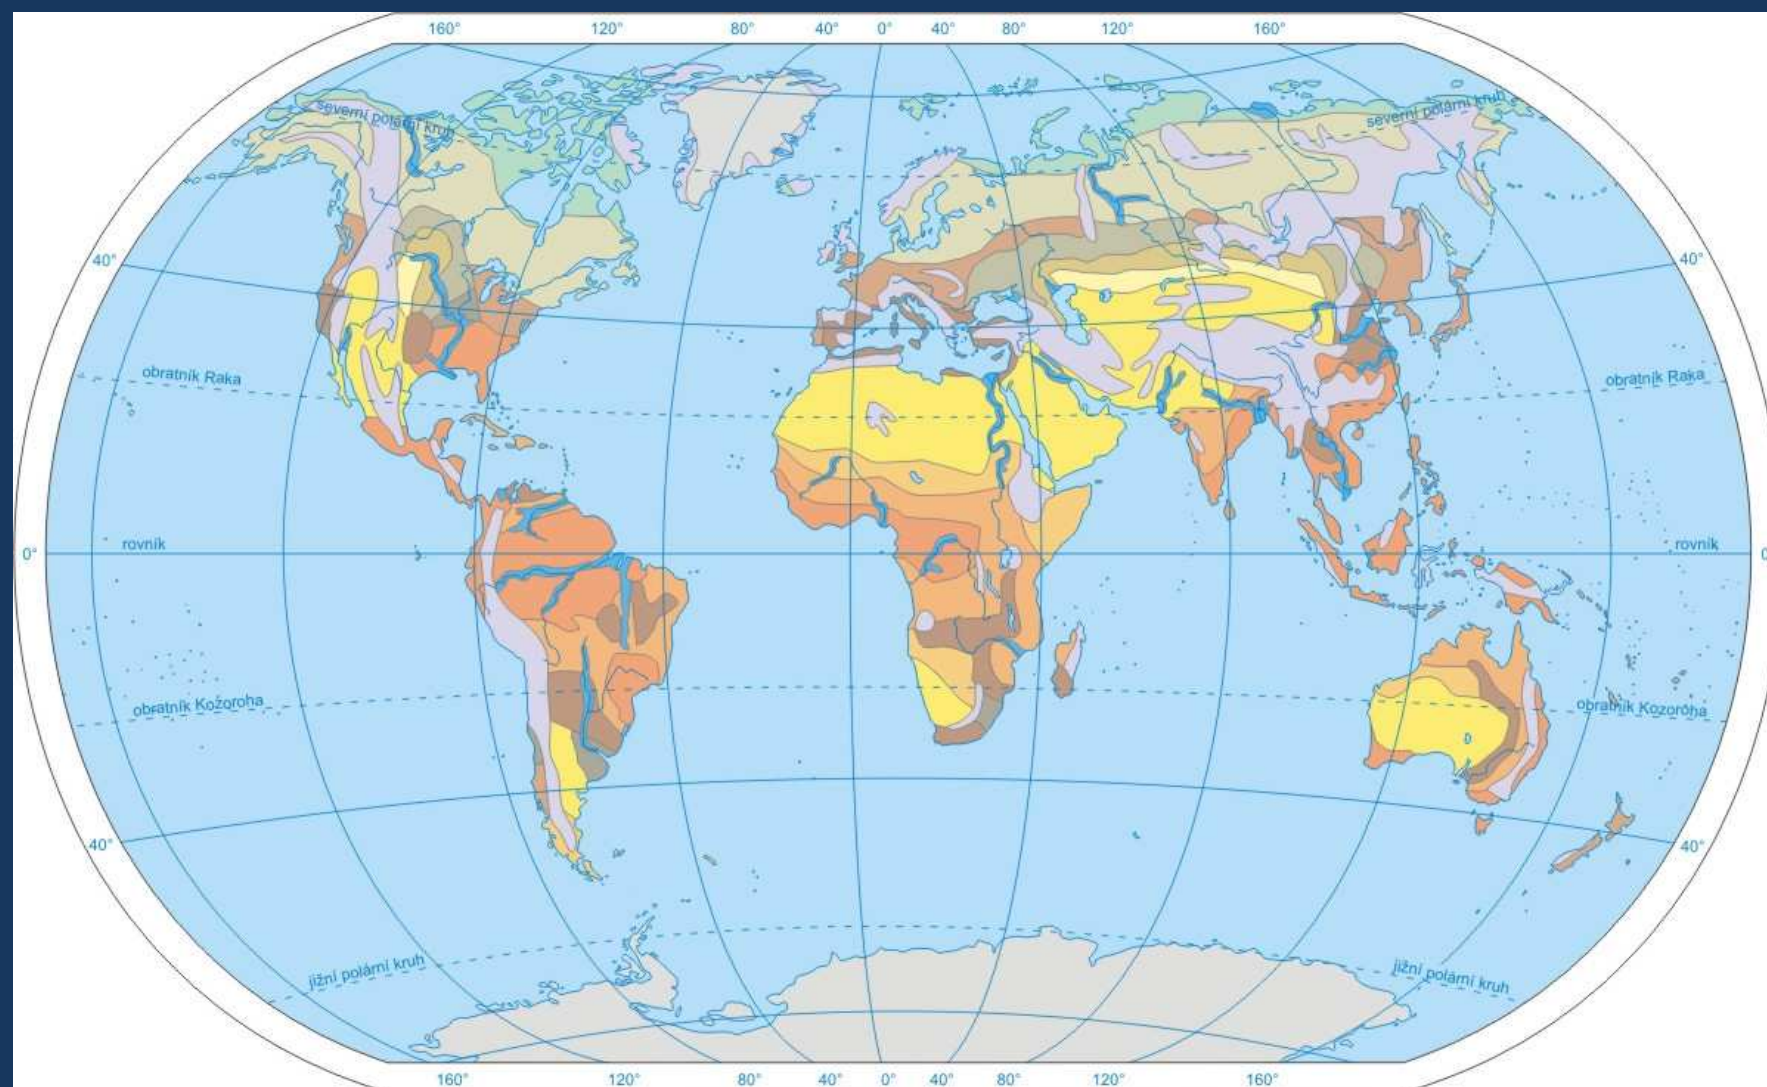 160° 120° 80° 40° 0° 40° 80° 120° 160°
severní polární kruh severní polární kruh
40° 40°
obratník Raka obratník Raka
0° rovník rovník 0
obratník Kozoroha obratník Kozoroha
40° 40°
jižní polární kruh jižní polární kruh
160° 120° 80° 40° 0° 40° 80° 120° 160°